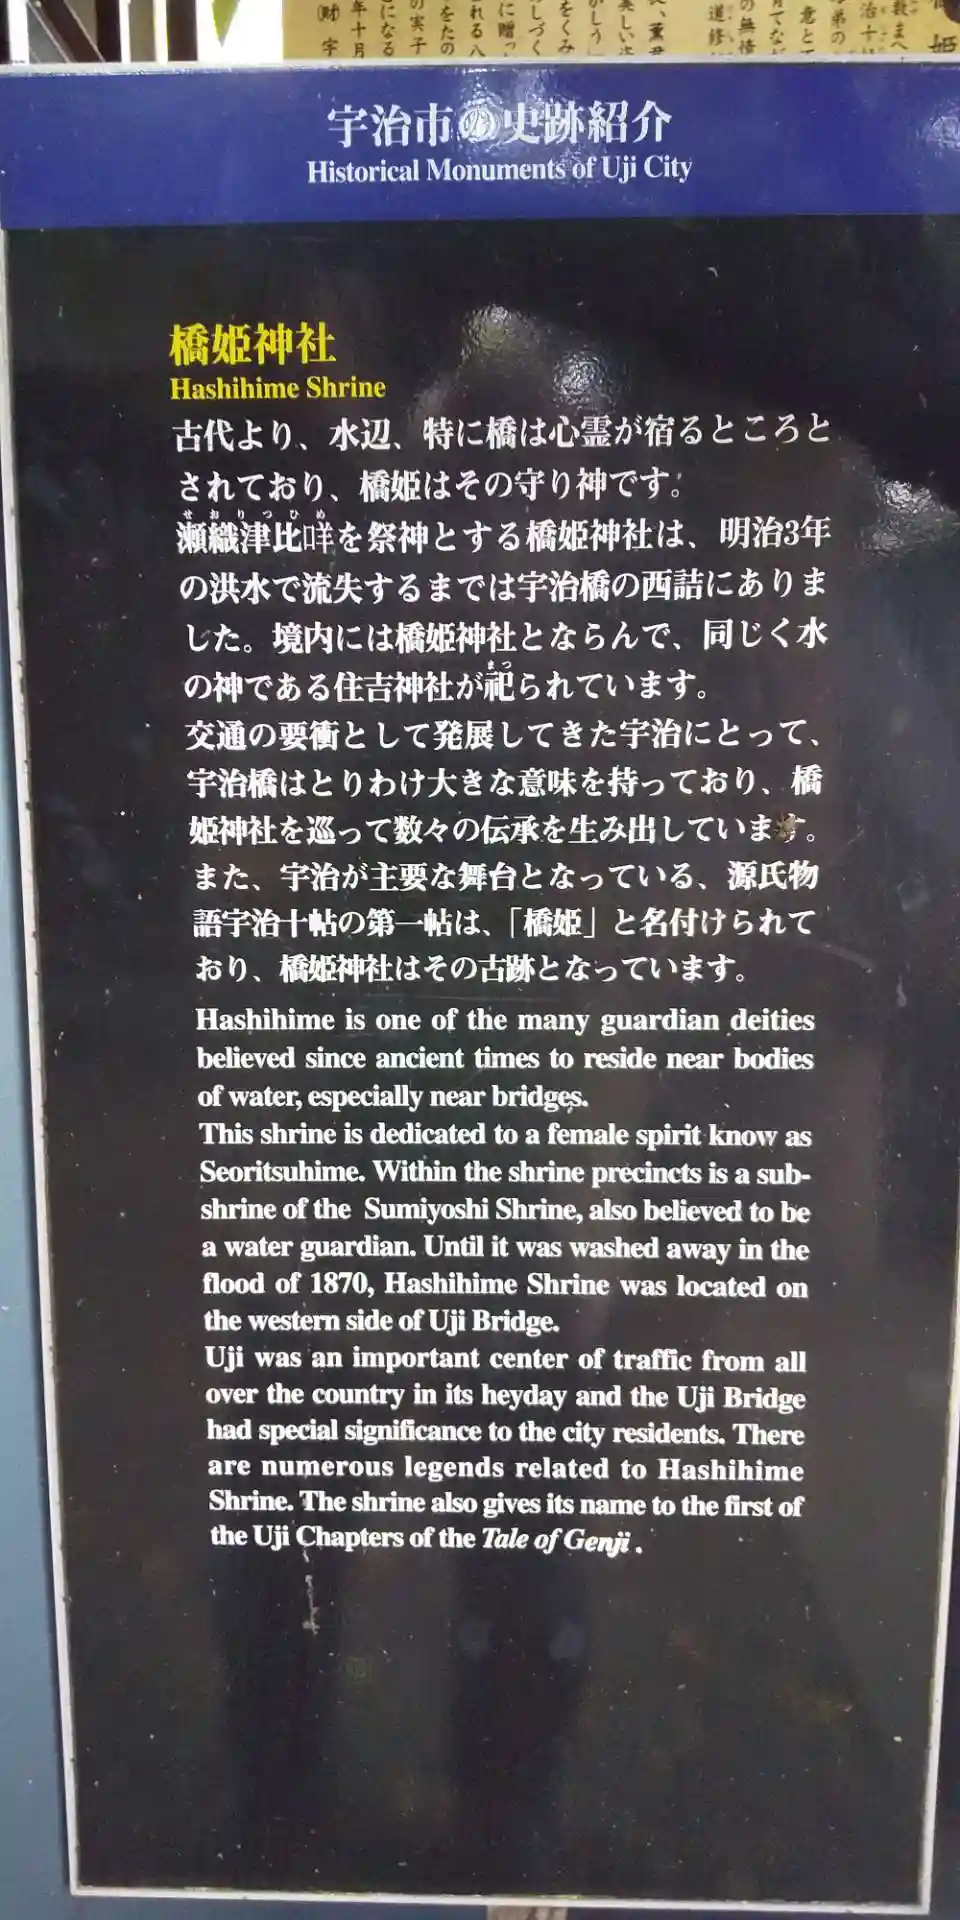 宇治市の史跡紹介
Historical Monuments of Uji City
橋姫神社
Hashihime Shrine
古代より、水辺、特に橋は心霊が宿るところと
されており、橋姫はその守り神です。
せおりつひめ
瀬織津比咩を祭神とする橋姫神社は、明治3年
の洪水で流失するまでは宇治橋の西詰にありま
した。境内には橋姫神社とならんで、同じく水
まつ
の神である住吉神社が祀られています。
交通の要衝として発展してきた宇治にとって、
宇治橋はとりわけ大きな意味を持っており、橋
姫神社を巡って数々の伝承を生み出しています。
また、宇治が主要な舞台となっている、源氏物
語宇治十帖の第一帖は、「橋姫」と名付けられて
おり、橋姫神社はその古跡となっています。
Hashihime is one of the many guardian deities
believed since ancient times to reside near bodies
of water, especially near bridges.
This shrine is dedicated to a female spirit know as
Seoritsuhime. Within the shrine precincts is a sub-
shrine of the Sumiyoshi Shrine, also believed to be
a water guardian. Until it was washed away in the
flood of 1870, Hashihime Shrine was located on
the western side of Uji Bridge.
Uji was an important center of traffic from all
over the country in its heyday and the Uji Bridge
had special significance to the city residents. There
are numerous legends related to Hashihime
Shrine. The shrine also gives its name to the first of
the Uji Chapters of the Tale of Genji.